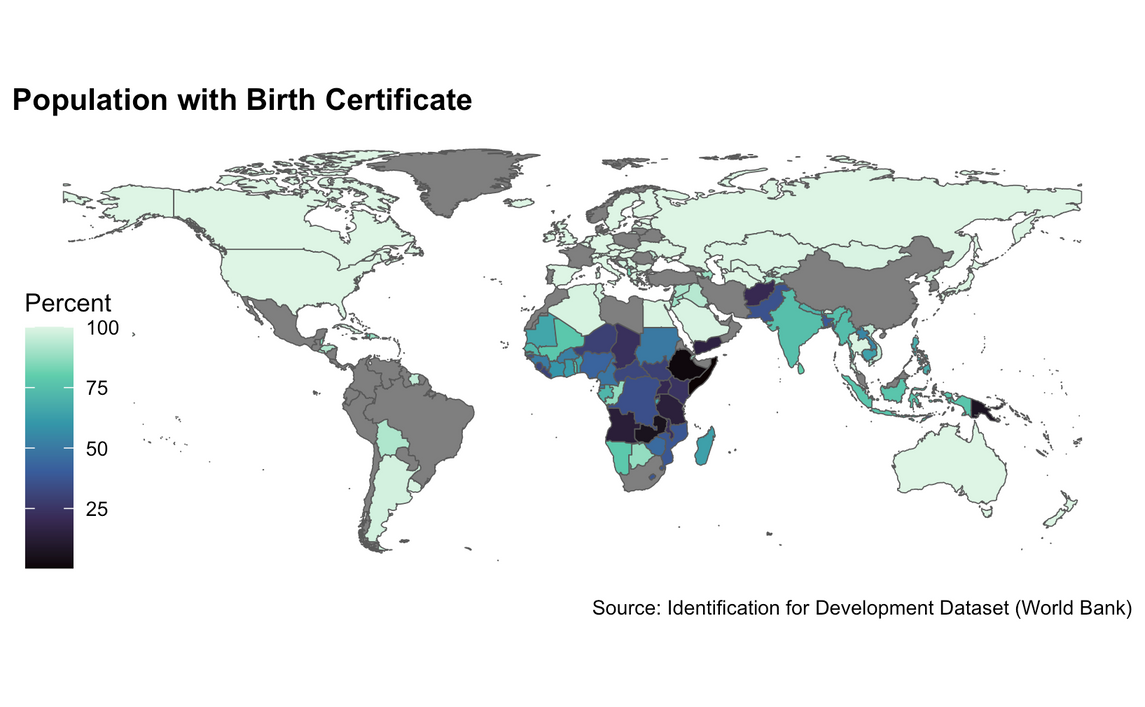 Population with Birth Certificate
Percent
100
75
50
25
Source: Identification for Development Dataset (World Bank)